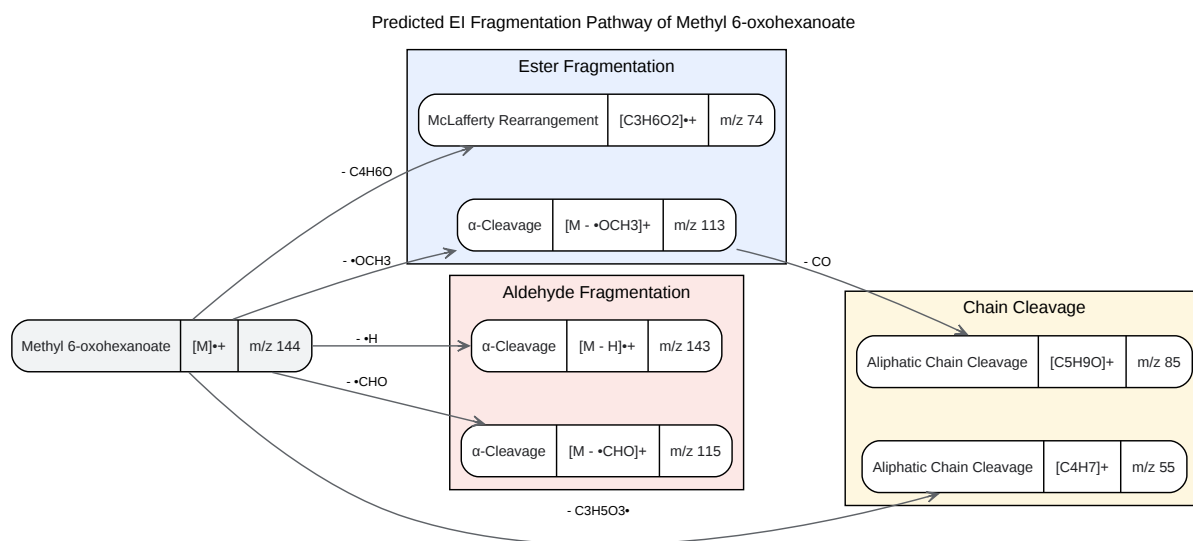 Predicted EI Fragmentation Pathway of Methyl 6-oxohexanoate
Ester Fragmentation
McLafferty Rearrangement [C3H6O2]•+ m/z 74
- C4H6O
α-Cleavage [M - •OCH3]+ m/z 113
- •OCH3
- CO
Aldehyde Fragmentation
Chain Cleavage
Methyl 6-oxohexanoate [M]•+ m/z 144
- •H
α-Cleavage [M - H]•+ m/z 143
Aliphatic Chain Cleavage [C5H9O]+ m/z 85
- •CHO
α-Cleavage [M - •CHO]+ m/z 115
Aliphatic Chain Cleavage [C4H7]+ m/z 55
- C3H5O3•